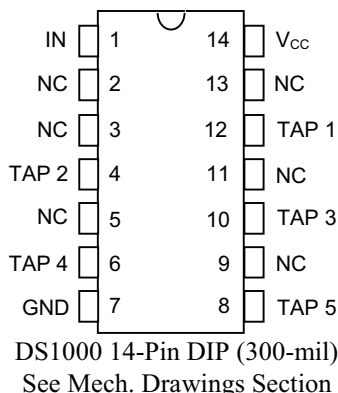 IN 1 14 VCC
NC 2 13 NC
NC 3 12 TAP 1
TAP 2 4 11 NC
NC 5 10 TAP 3
TAP 4 6 9 NC
GND 7 8 TAP 5
DS1000 14-Pin DIP (300-mil)
See Mech. Drawings Section